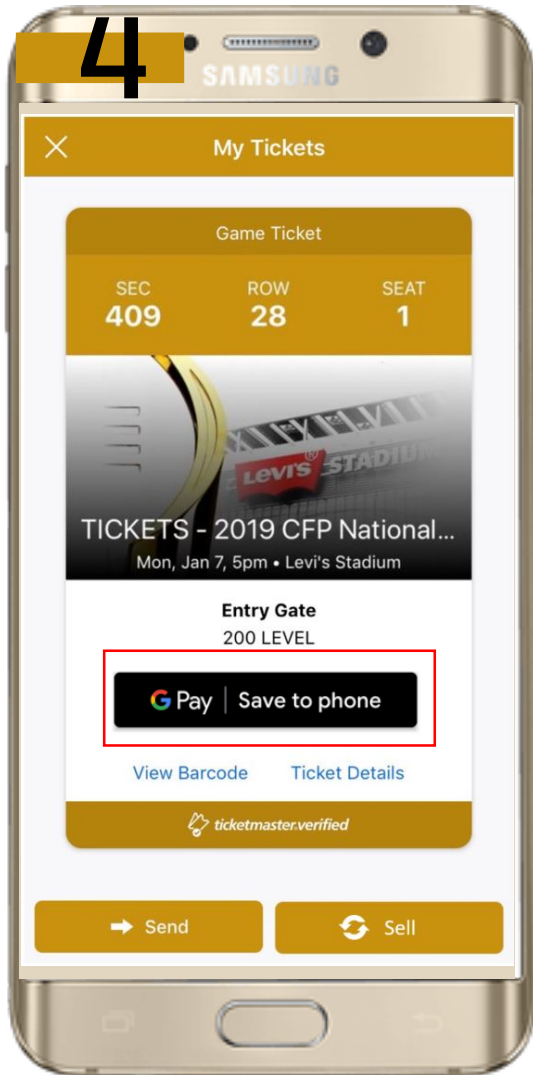 4
SAMSUNG
My Tickets
Game Ticket
SEC ROW SEAT
409 28 1
LEVI'S® STADIUM
TICKETS - 2019 CFP National...
Mon, Jan 7, 5pm • Levi's Stadium
Entry Gate
200 LEVEL
G Pay | Save to phone
View Barcode Ticket Details
ticketmaster.verified
Send Sell